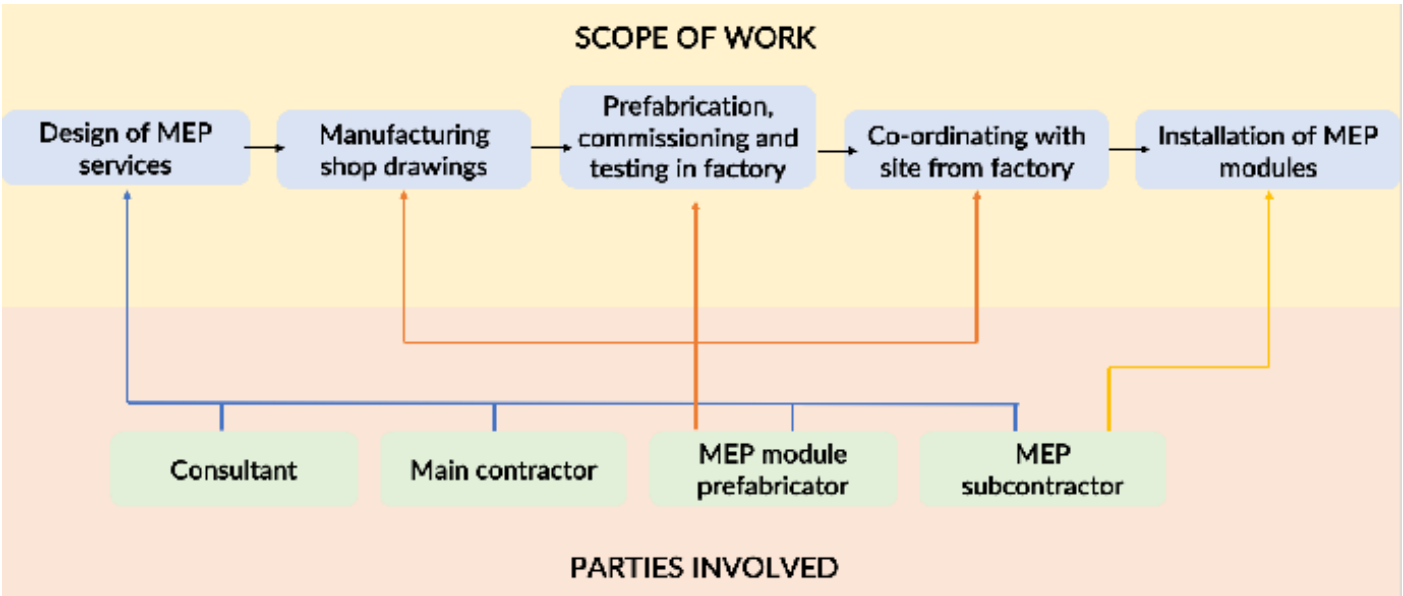 SCOPE OF WORK
Design of MEP
services
Manufacturing
shop drawings
Prefabrication,
commissioning and
testing in factory
Co-ordinating with
site from factory
Installation of MEP
modules
Consultant
Main contractor
MEP module
prefabricator
MEP
subcontractor
PARTIES INVOLVED